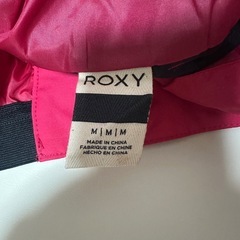 ROXY
M|M|M
MADE IN CHINA
FABRIQUÉ EN CHINE
HECHO EN CHINA